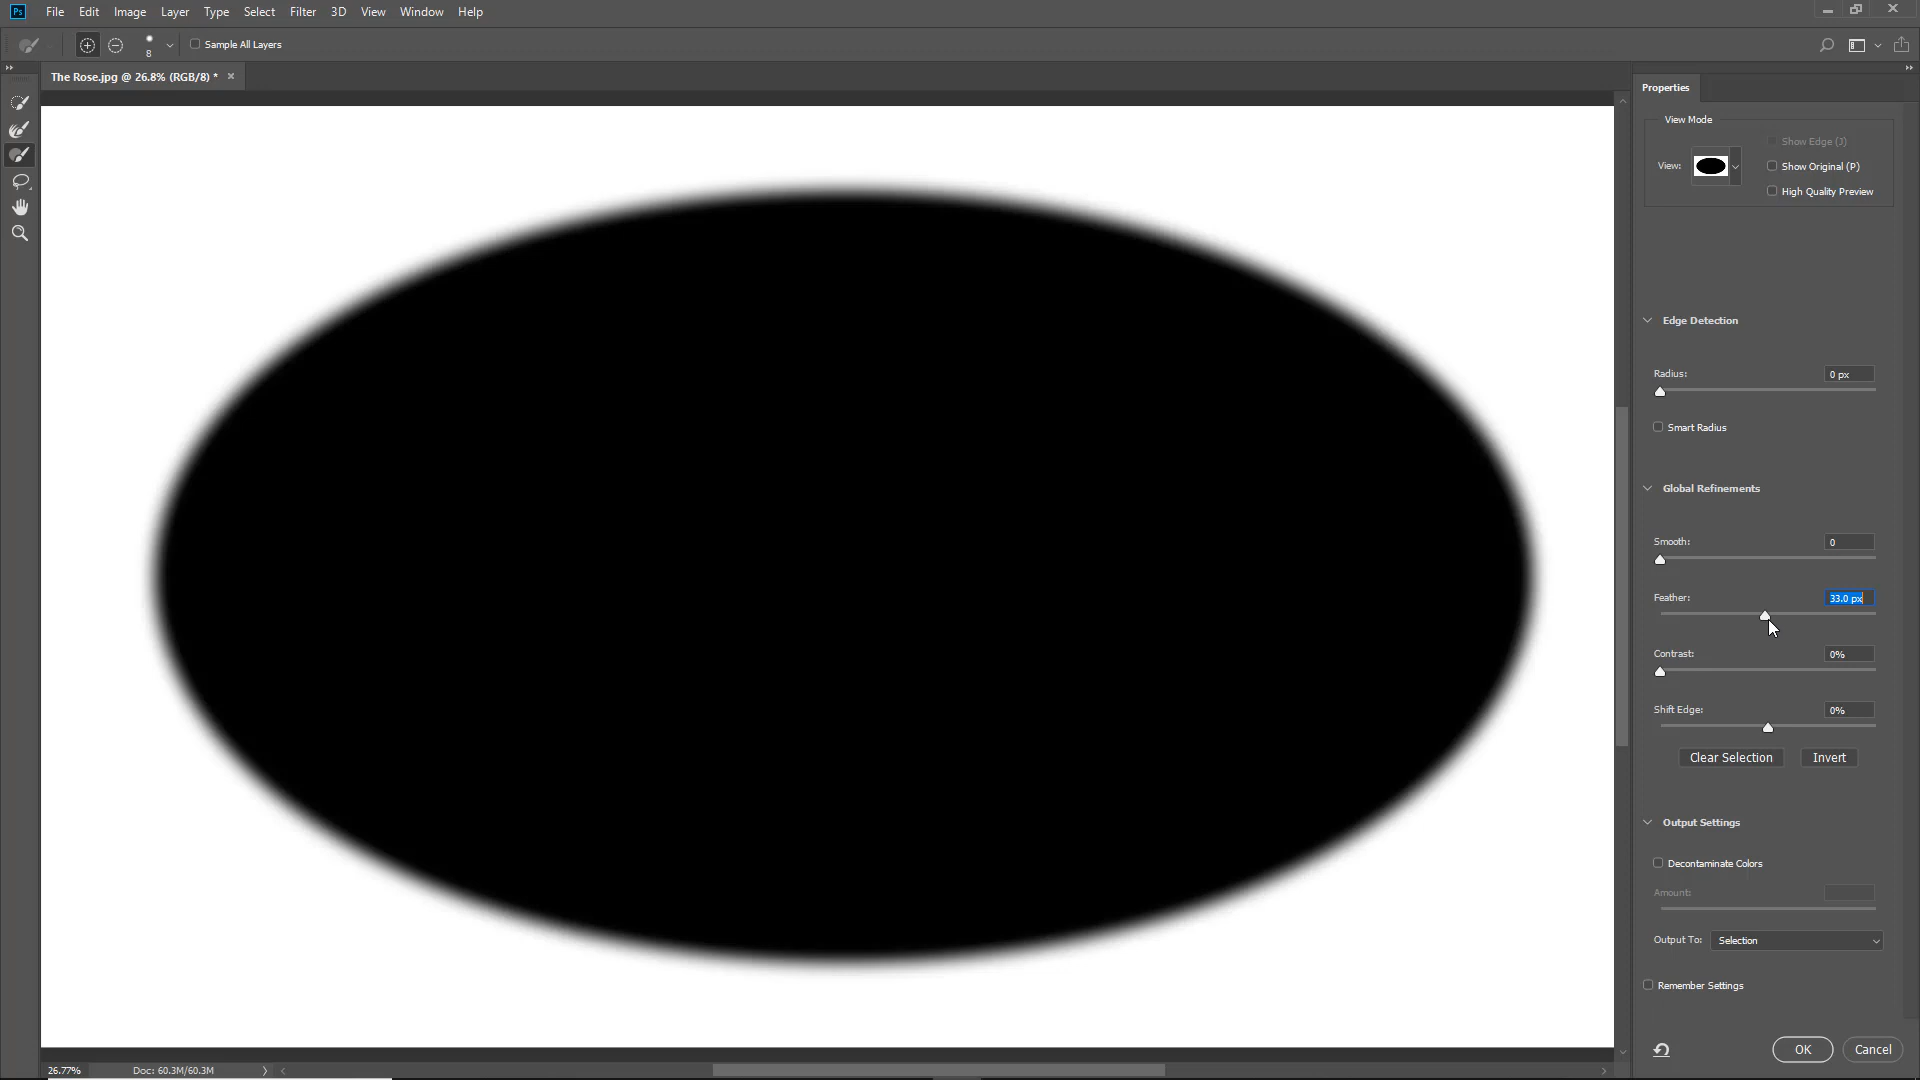 Ps File Edit Image Layer Type Select Filter 3D View Window Help
8 Sample All Layers
The Rose.jpg @ 26.8% (RGB/8) *
Properties
View Mode
Show Edge (J)
View: Show Original (P)
High Quality Preview
Edge Detection
Radius: 0 px
Smart Radius
Global Refinements
Smooth: 0
Feather: 33.0 px
Contrast: 0%
Shift Edge: 0%
Clear Selection Invert
Output Settings
Decontaminate Colors
Amount:
Output To: Selection
Remember Settings
OK Cancel
26.77% Doc: 60.3M/60.3M